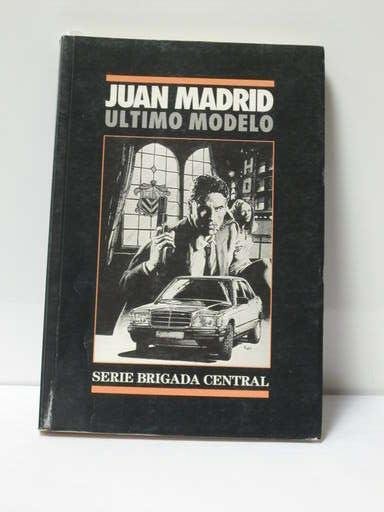 JUAN MADRID
ULTIMO MODELO
SERIE BRIGADA CENTRAL